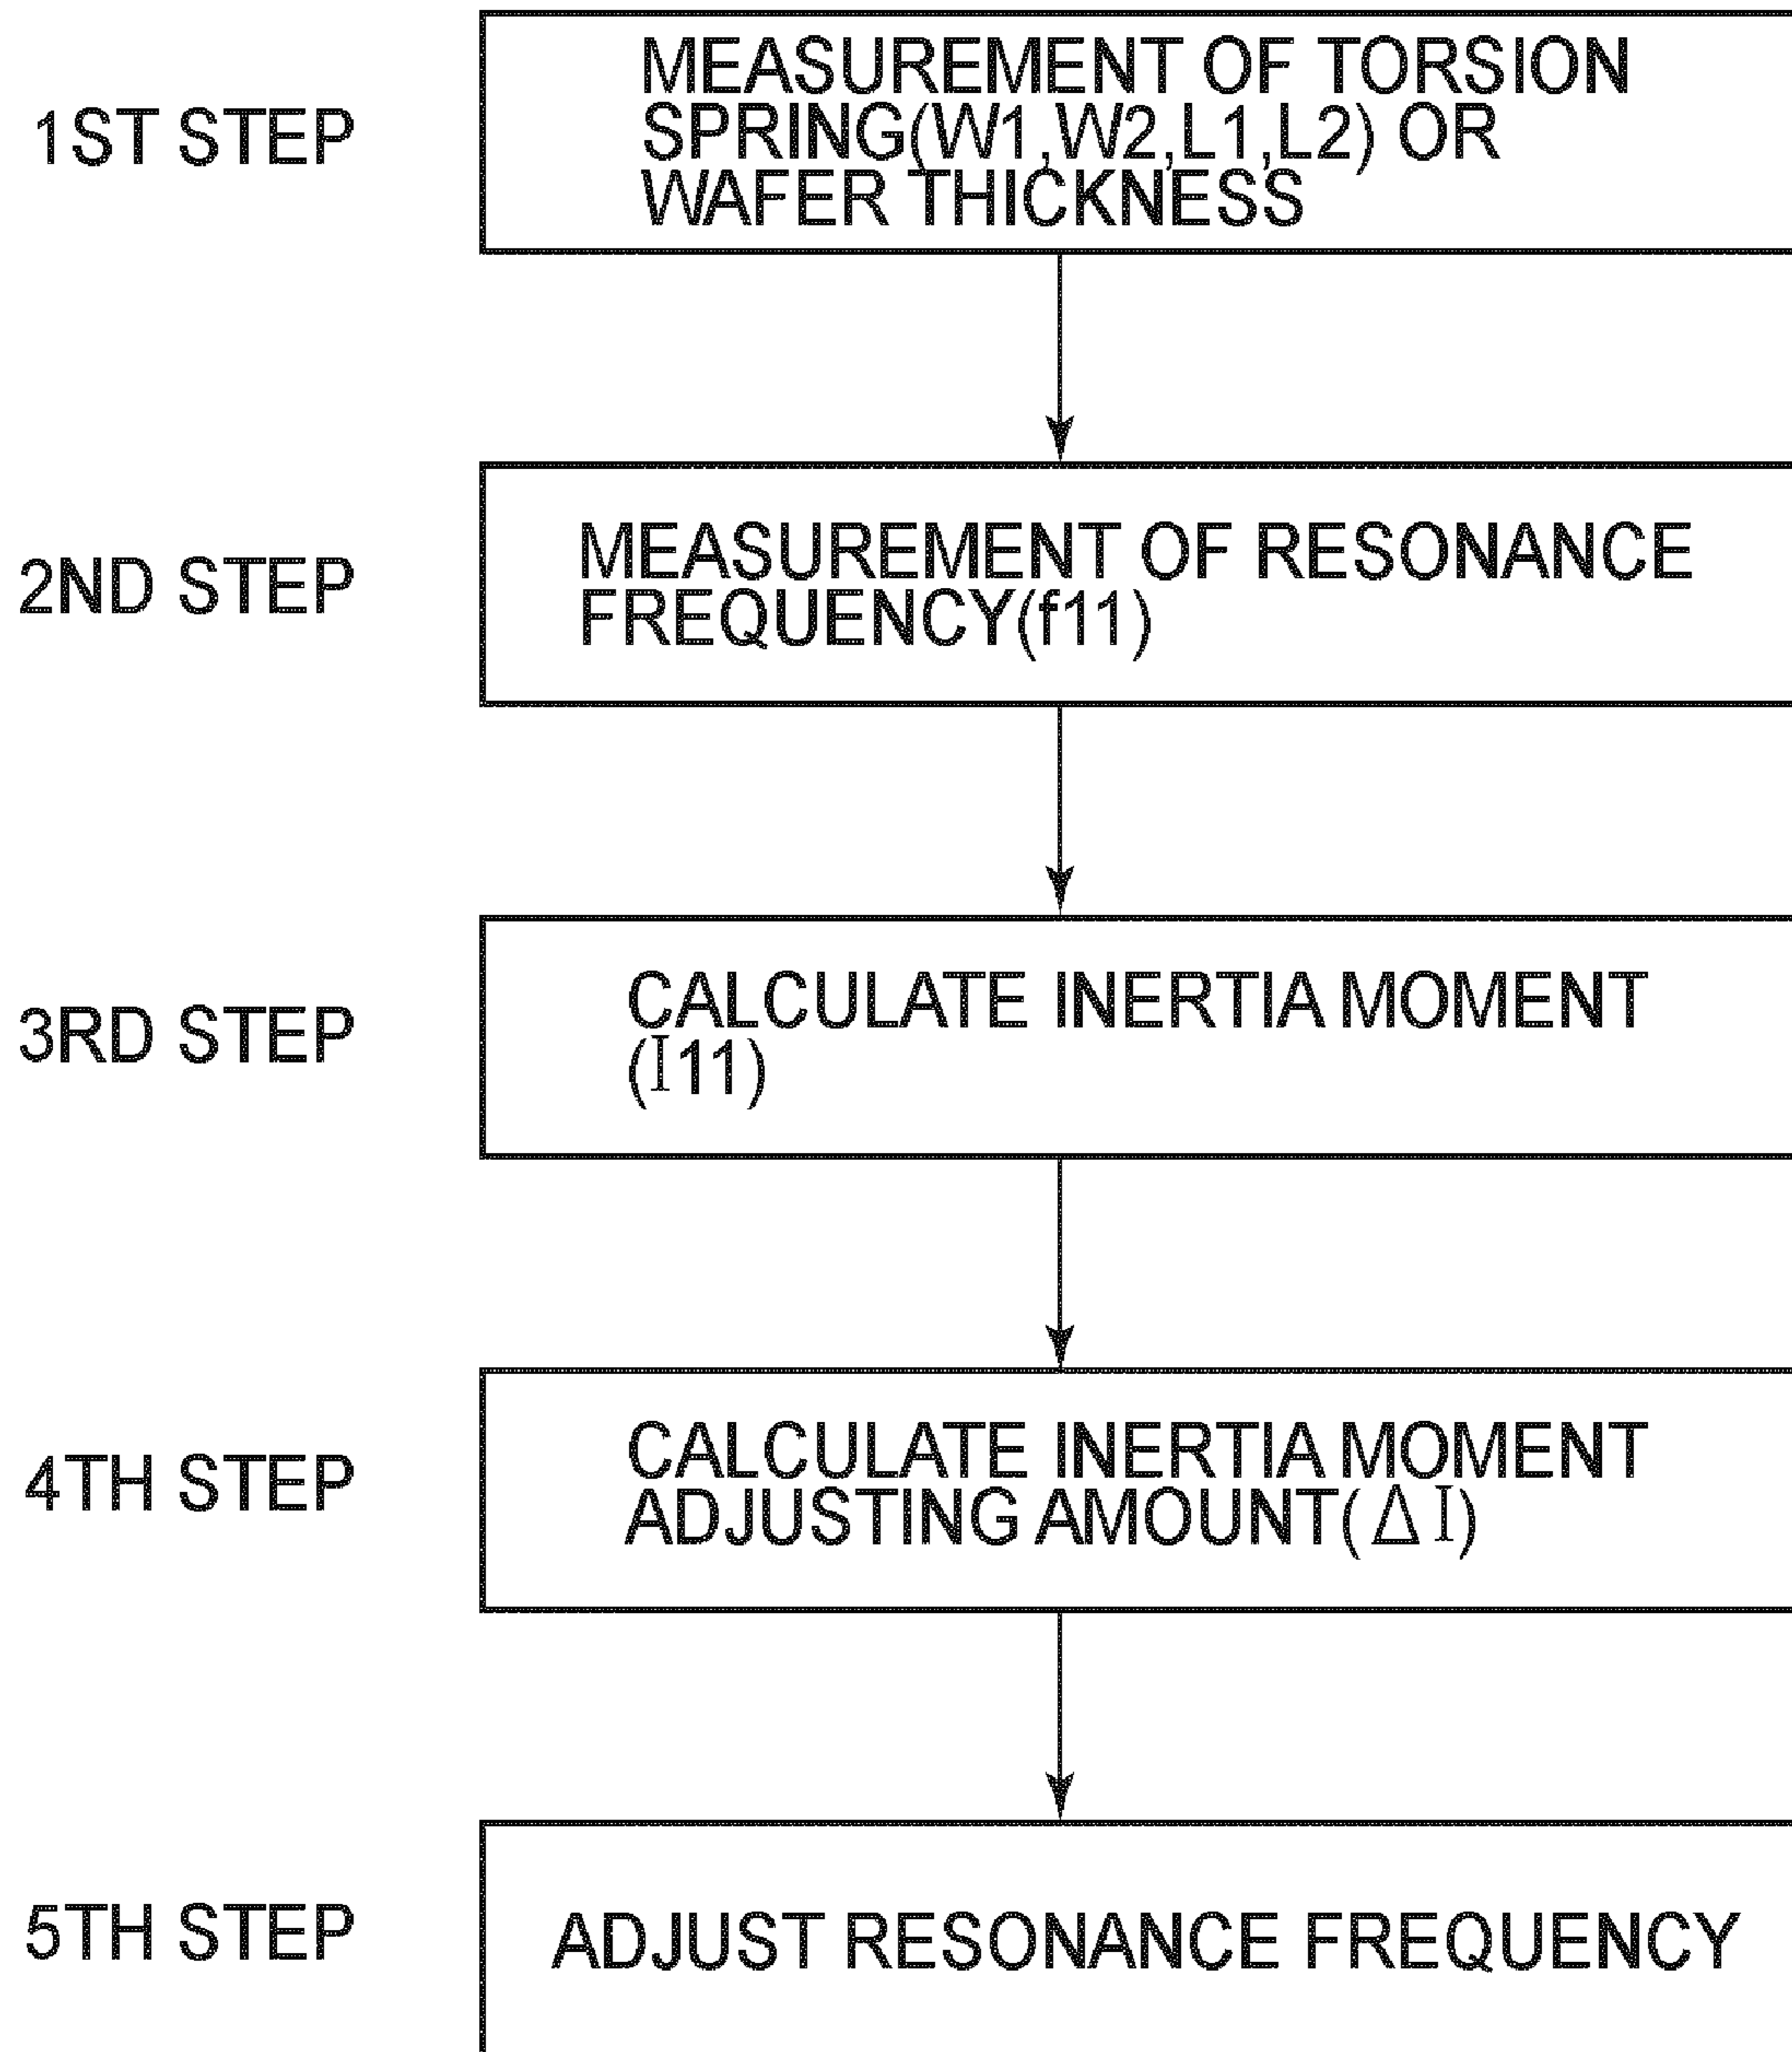 1ST STEP
MEASUREMENT OF TORSION
SPRING(W1,W2,L1,L2) OR
WAFER THICKNESS
2ND STEP
MEASUREMENT OF RESONANCE
FREQUENCY(f11)
3RD STEP
CALCULATE INERTIA MOMENT
(I11)
4TH STEP
CALCULATE INERTIA MOMENT
ADJUSTING AMOUNT(ΔI)
5TH STEP
ADJUST RESONANCE FREQUENCY